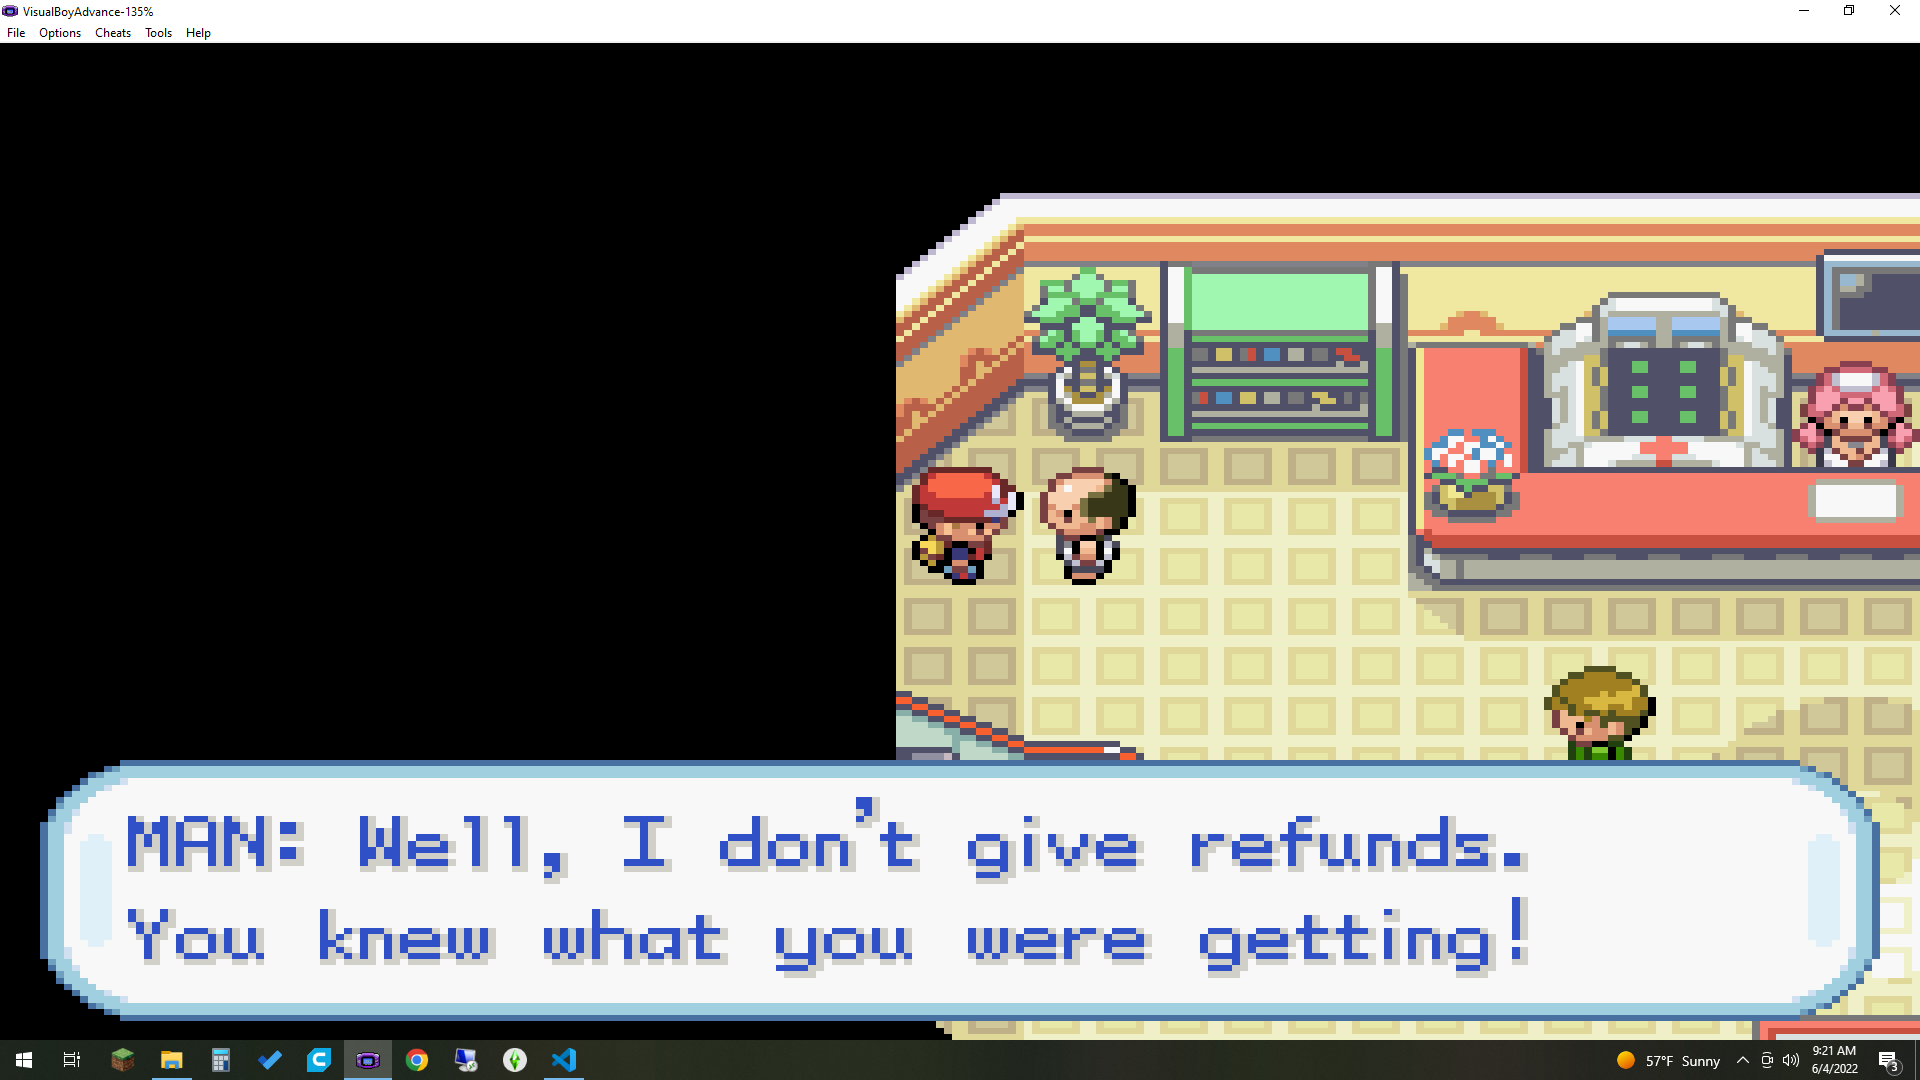 VisualBoyAdvance-135%
File Options Cheats Tools Help
MAN: Well, I don't give refunds.
You knew what you were getting!
57°F Sunny
9:21 AM
6/4/2022
3